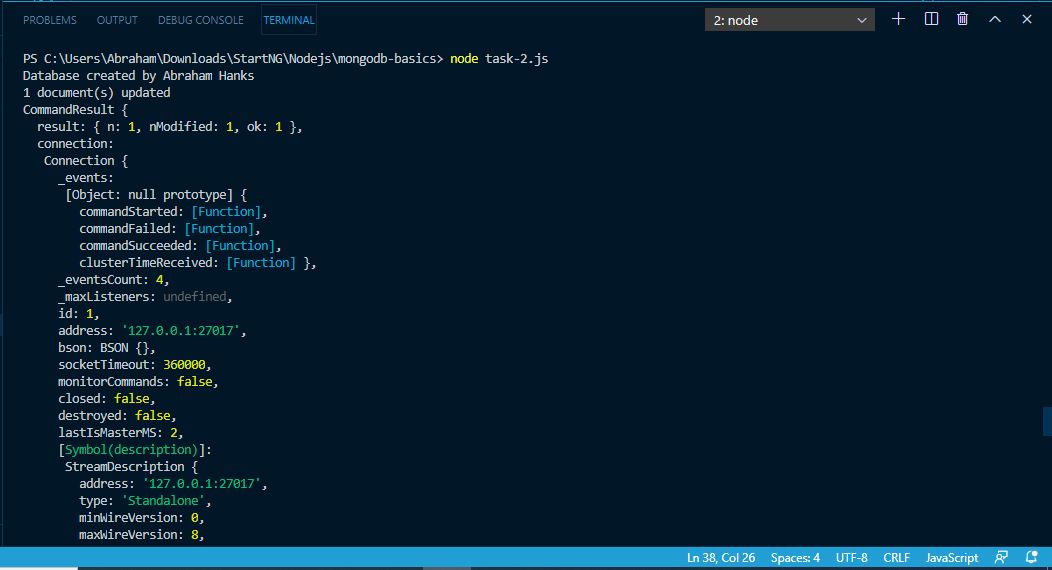 PROBLEMS OUTPUT DEBUG CONSOLE TERMINAL 2: node
PS C:\Users\Abraham\Downloads\StartNG\Nodejs\mongodb-basics> node task-2.js
Database created by Abraham Hanks
1 document(s) updated
CommandResult {
  result: { n: 1, nModified: 1, ok: 1 },
  connection:
   Connection {
     _events:
      [Object: null prototype] {
        commandStarted: [Function],
        commandFailed: [Function],
        commandSucceeded: [Function],
        clusterTimeReceived: [Function] },
     _eventsCount: 4,
     _maxListeners: undefined,
     id: 1,
     address: '127.0.0.1:27017',
     bson: BSON {},
     socketTimeout: 360000,
     monitorCommands: false,
     closed: false,
     destroyed: false,
     lastIsMasterMS: 2,
     [Symbol(description)]:
      StreamDescription {
        address: '127.0.0.1:27017',
        type: 'Standalone',
        minWireVersion: 0,
        maxWireVersion: 8,
Ln 38, Col 26 Spaces: 4 UTF-8 CRLF JavaScript